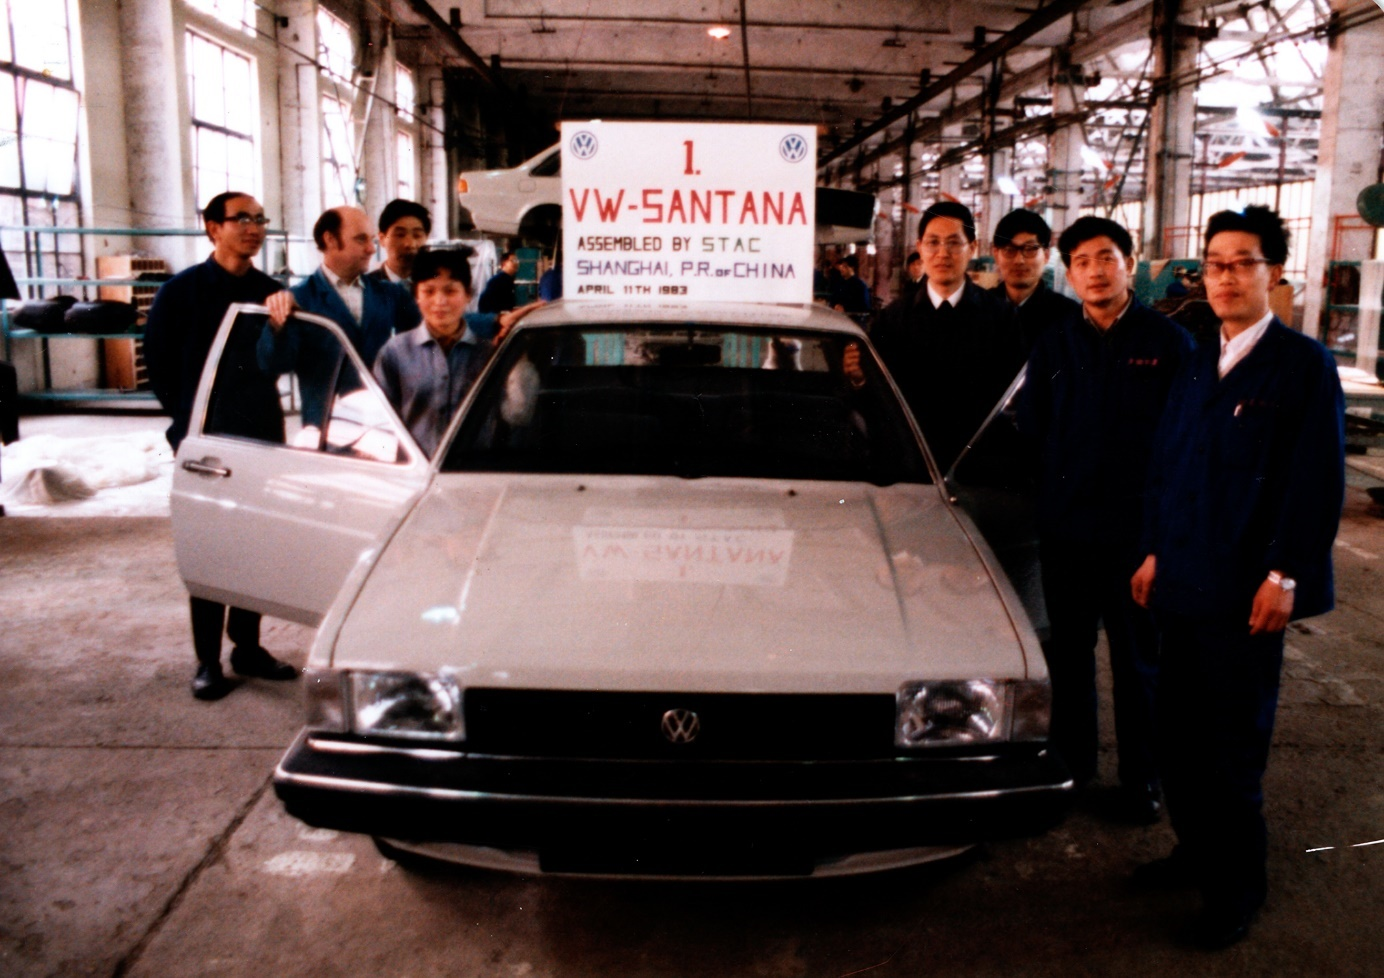 1.
VW-SANTANA
ASSEMBLED BY STAC
SHANGHAI, P.R. OF CHINA
APRIL 11TH 1983